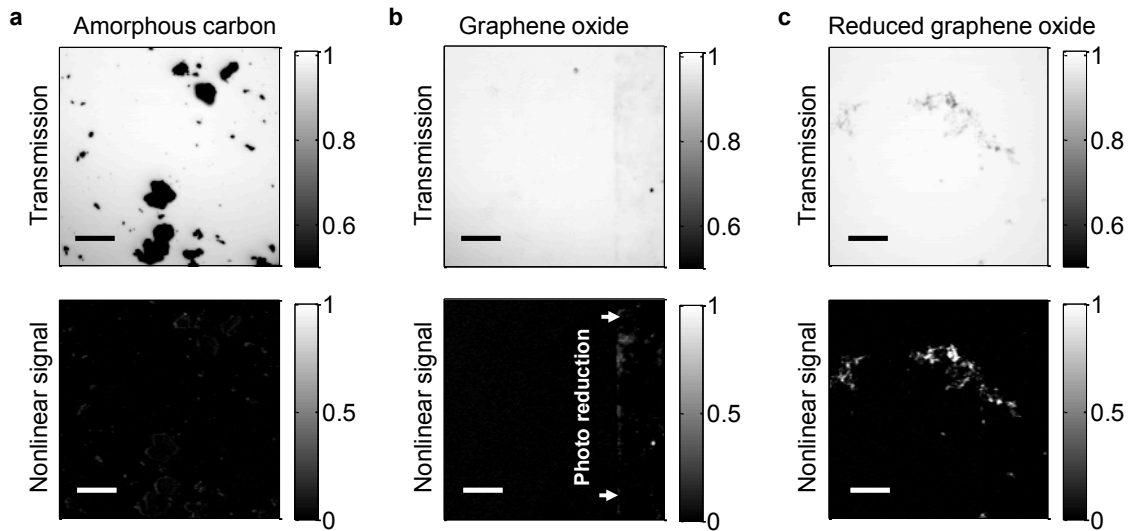 a
Amorphous carbon
Transmission
1
0.8
0.6
Nonlinear signal
1
0.5
0
b
Graphene oxide
Transmission
1
0.8
0.6
Nonlinear signal
Photo reduction
1
0.5
0
c
Reduced graphene oxide
Transmission
1
0.8
0.6
Nonlinear signal
1
0.5
0